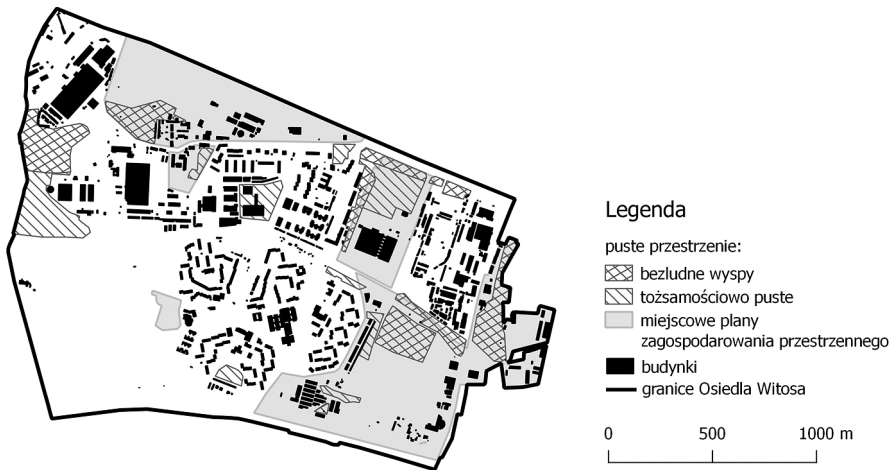 Legenda
puste przestrzenie:
bezludne wyspy
tożsamościowo puste
miejscowe plany
zagospodarowania przestrzennego
budynki
granice Osiedla Witosa
0 500 1000 m